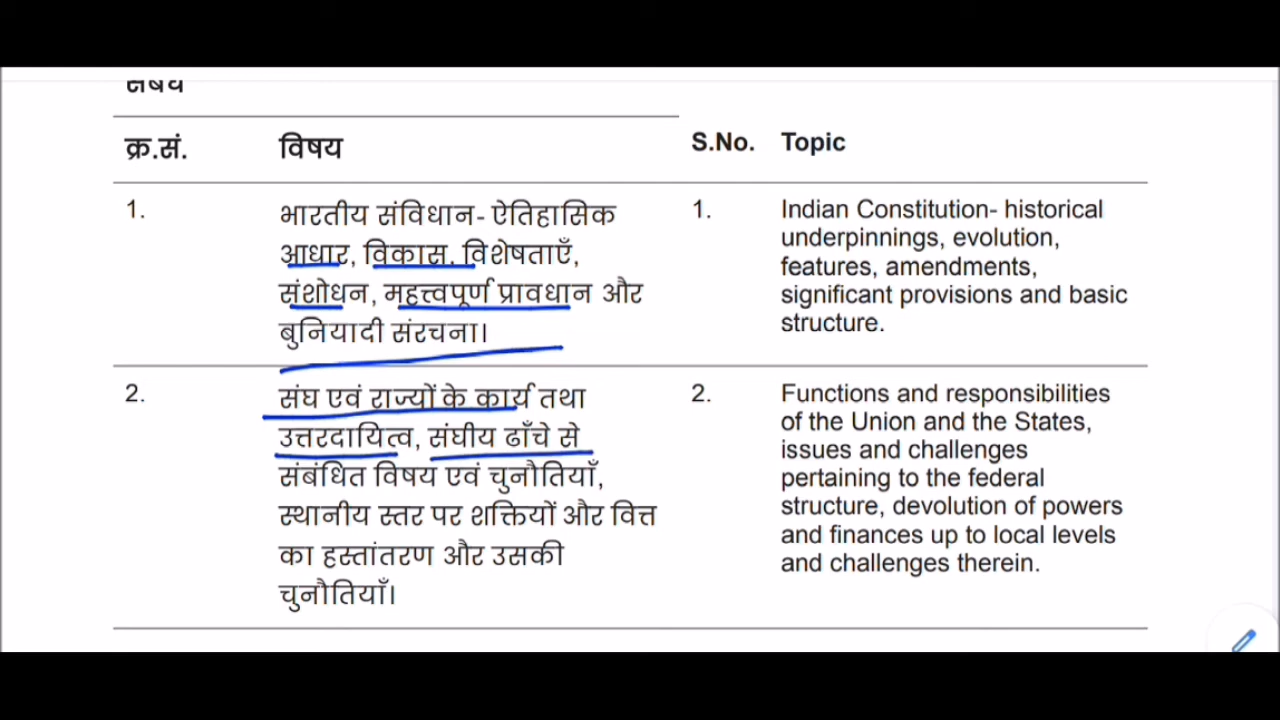 क्र.सं. विषय S.No. Topic
1. भारतीय संविधान- ऐतिहासिक
आधार, विकास, विशेषताएँ,
संशोधन, महत्त्वपूर्ण प्रावधान और
बुनियादी संरचना।
1. Indian Constitution- historical
underpinnings, evolution,
features, amendments,
significant provisions and basic
structure.
2. संघ एवं राज्यों के कार्य तथा
उत्तरदायित्व, संघीय ढाँचे से
संबंधित विषय एवं चुनौतियाँ,
स्थानीय स्तर पर शक्तियों और वित्त
का हस्तांतरण और उसकी
चुनौतियाँ।
2. Functions and responsibilities
of the Union and the States,
issues and challenges
pertaining to the federal
structure, devolution of powers
and finances up to local levels
and challenges therein.